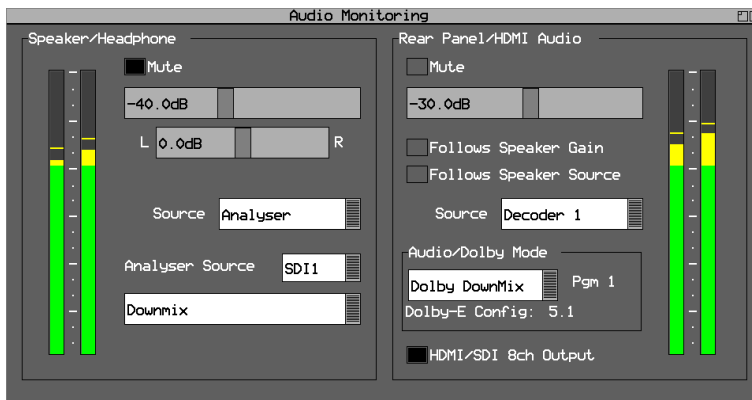 Audio Monitoring
Speaker/Headphone
Mute
-40.0dB
L 0.0dB R
Source Analyser
Analyser Source SDI1
Downmix
Rear Panel/HDMI Audio
Mute
-30.0dB
Follows Speaker Gain
Follows Speaker Source
Source Decoder 1
Audio/Dolby Mode
Dolby DownMix Pgm 1
Dolby-E Config: 5.1
HDMI/SDI 8ch Output